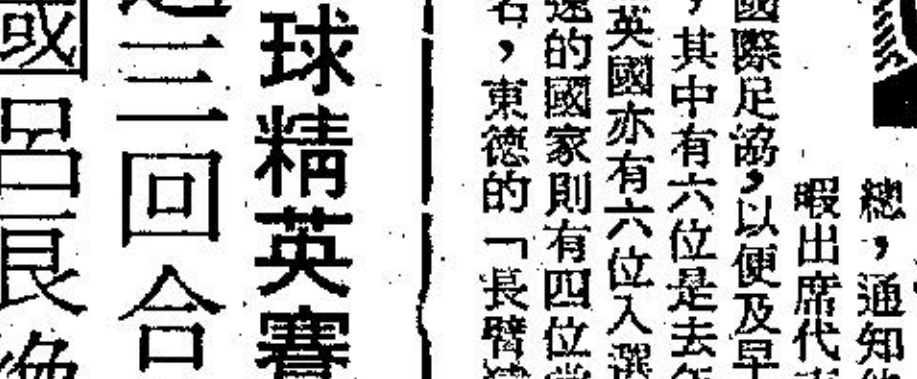 總，通知
暇出席代
國際足協，以便及早
，其中有六位是去年
英國亦有六位入選
的國家則有四位
名，東德的「長臂
球精英賽
三回合
國呂良